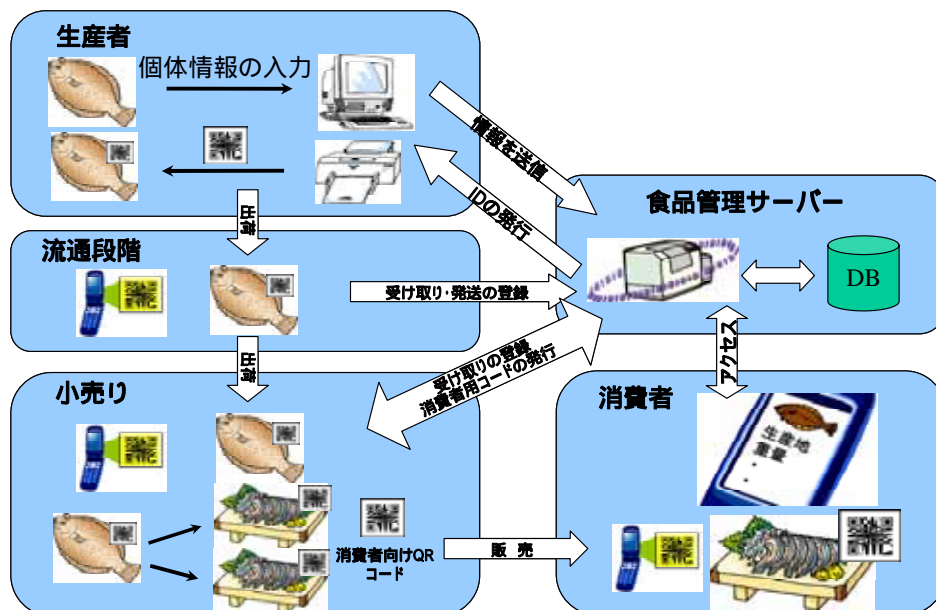 生産者
個体情報の入力
情報を送信
IDの発行
出荷
食品管理サーバー
DB
流通段階
受け取り・発送の登録
出荷
受け取りの登録
消費者用コードの発行
アクセス
小売り
消費者向けQR
コード
販 売
消費者
生産地
重量
・
・